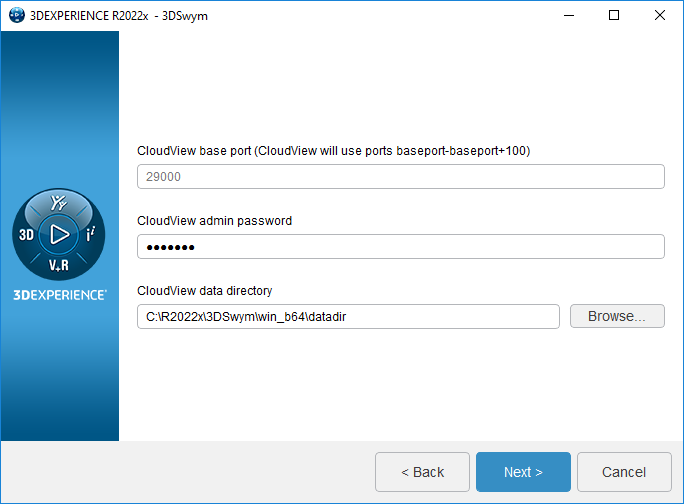 3DEXPERIENCE R2022x - 3DSwym
CloudView base port (CloudView will use ports baseport-baseport+100)
29000
CloudView admin password
●●●●●●●
CloudView data directory
C:\R2022x\3DSwym\win_b64\datadir
Browse...
3D
i²
V+R
3DEXPERIENCE
< Back
Next >
Cancel